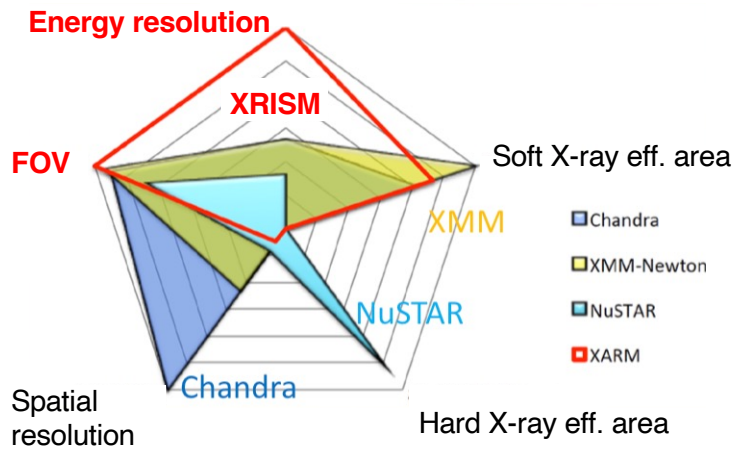 Energy resolution
XRISM
FOV
Soft X-ray eff. area
XMM
Chandra
XMM-Newton
NuSTAR
NuSTAR
XARM
Chandra
Spatial
resolution
Hard X-ray eff. area